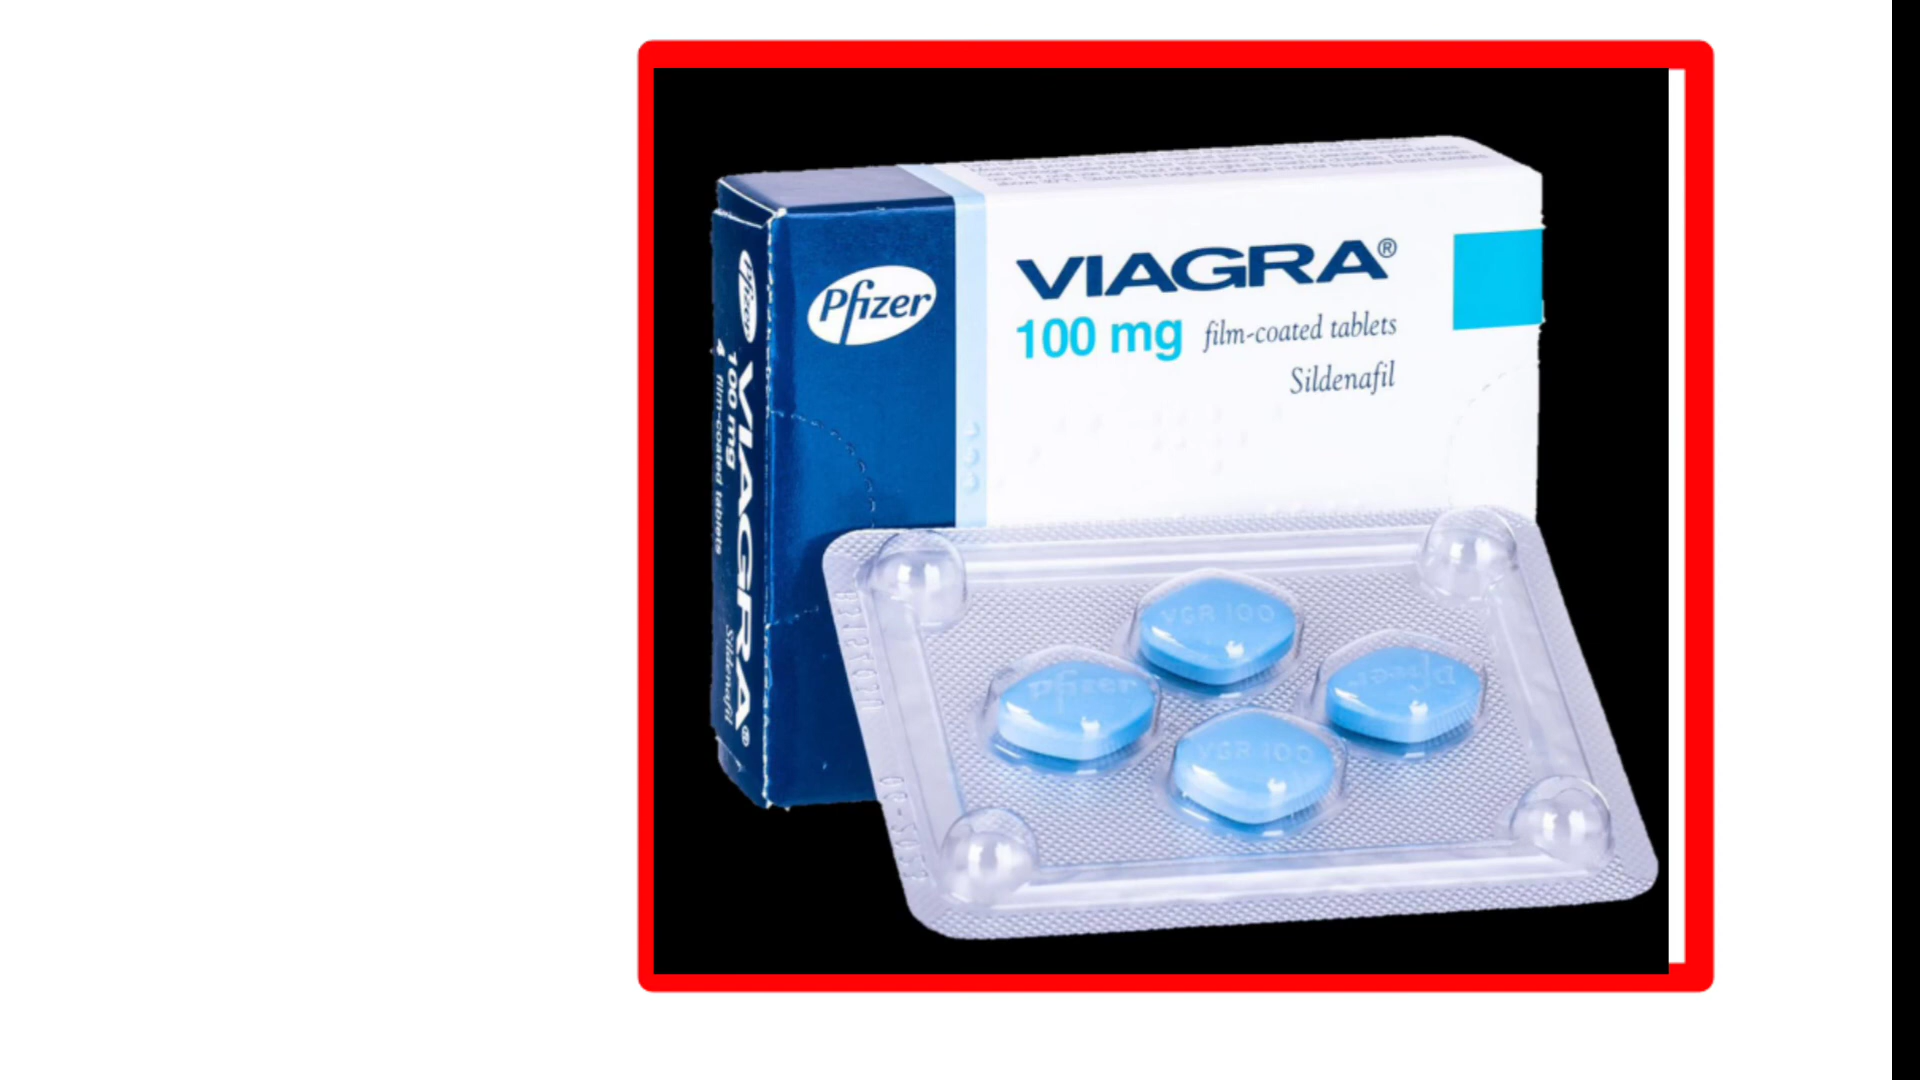 Pfizer
VIAGRA®
100 mg film-coated tablets
Sildenafil
Pfizer
VIAGRA®
100 mg
4 film-coated tablets
Sildenafil
VGR 100
Pfizer
Pfizer
VGR 100